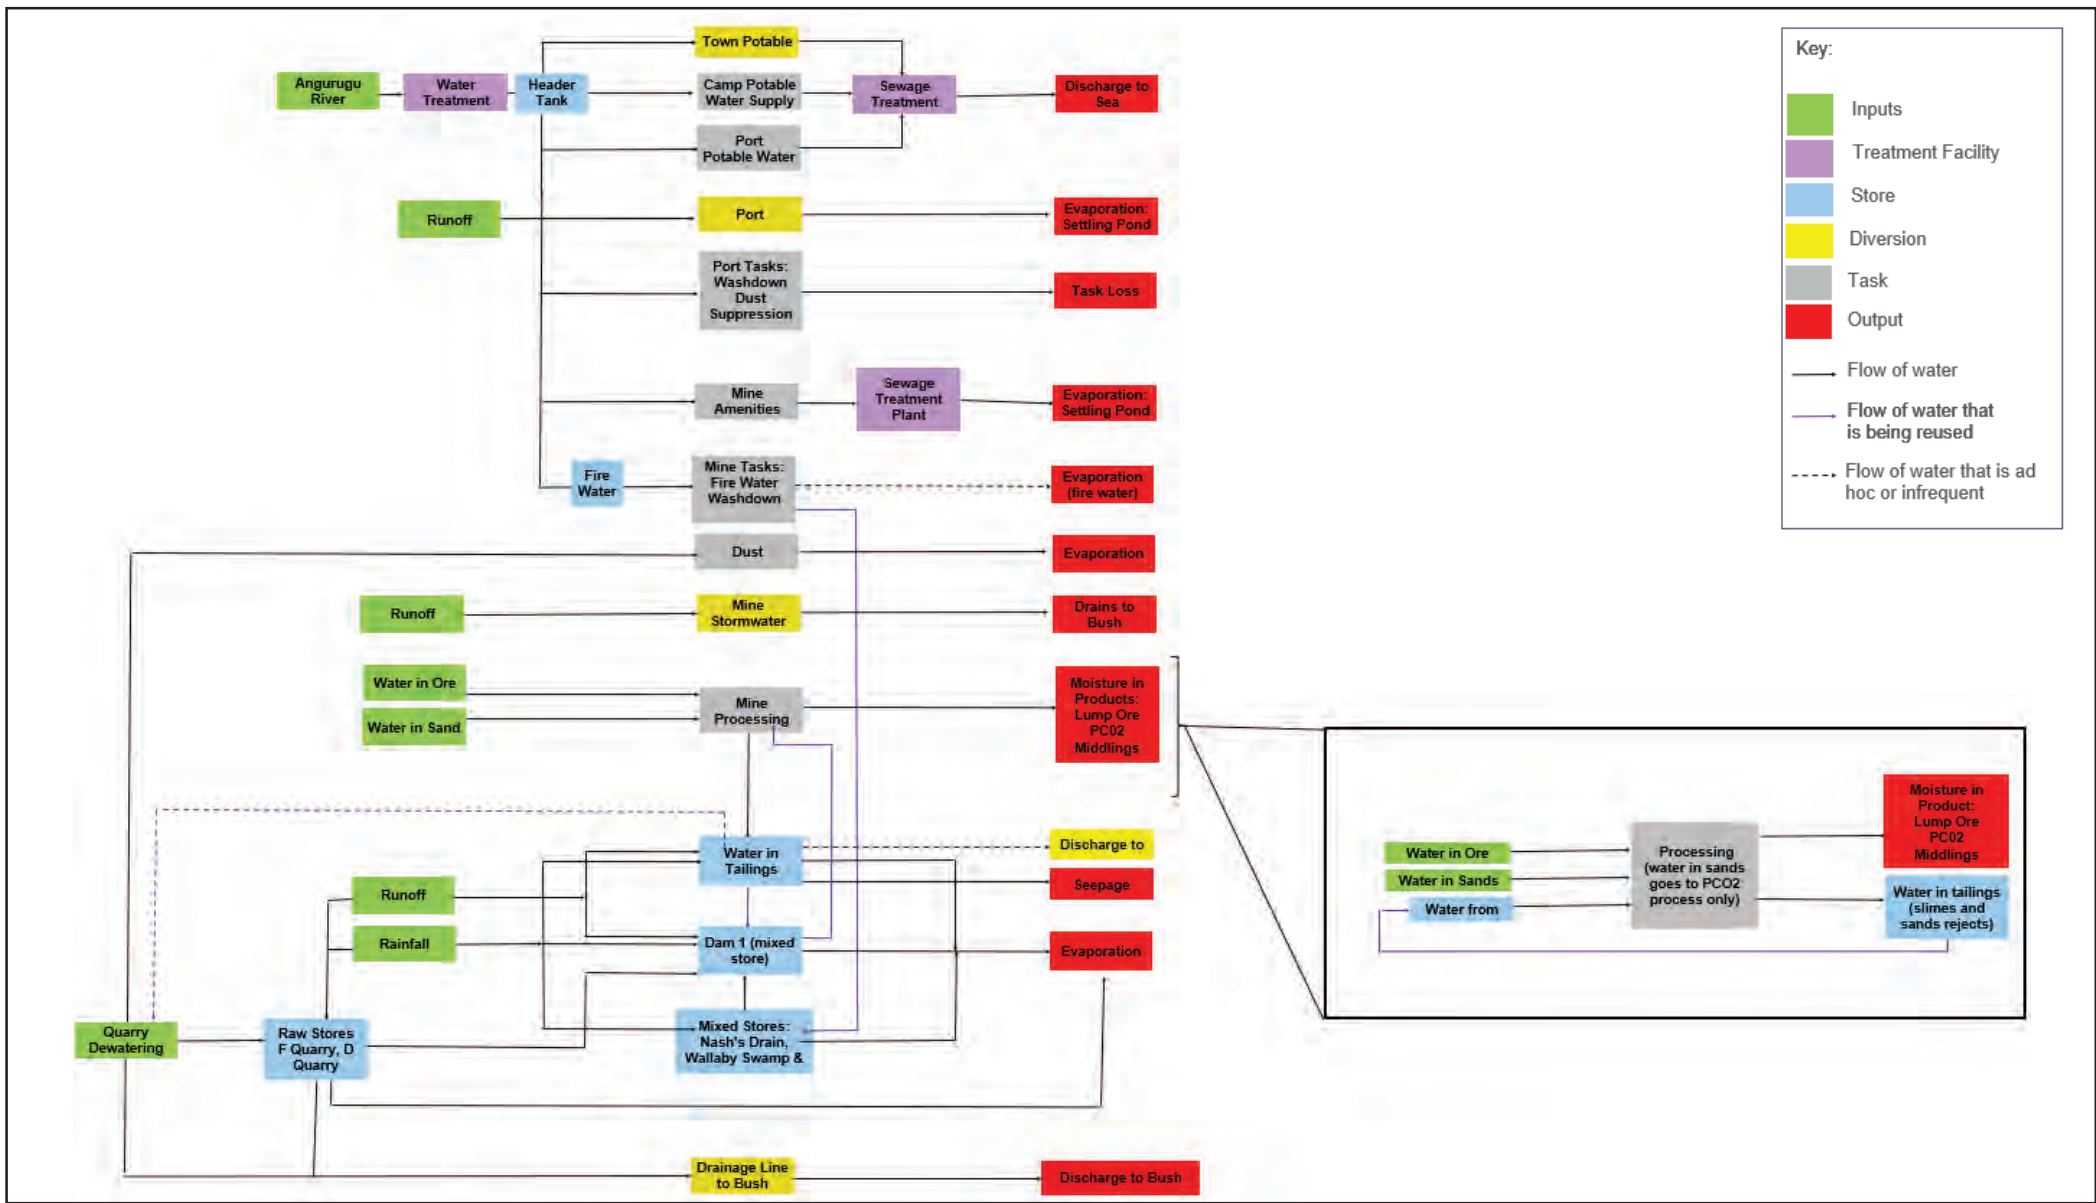 Town Potable
Angurugu
River
Water
Treatment
Header
Tank
Camp Potable
Water Supply
Sewage
Treatment
Discharge to
Sea
Port
Potable Water
Runoff
Port
Evaporation:
Settling Pond
Port Tasks:
Washdown
Dust
Suppression
Task Loss
Mine
Amenities
Sewage
Treatment
Plant
Evaporation:
Settling Pond
Fire
Water
Mine Tasks:
Fire Water
Washdown
Evaporation
(fire water)
Dust
Evaporation
Runoff
Mine
Stormwater
Drains to
Bush
Water in Ore
Water in Sand
Mine
Processing
Moisture in
Products:
Lump Ore
PC02
Middlings
Water in
Tailings
Discharge to
Seepage
Runoff
Rainfall
Dam 1 (mixed
store)
Evaporation
Quarry
Dewatering
Raw Stores
F Quarry, D
Quarry
Mixed Stores:
Nash's Drain,
Wallaby Swamp &
Drainage Line
to Bush
Discharge to Bush
Key:
Inputs
Treatment Facility
Store
Diversion
Task
Output
Flow of water
Flow of water that
is being reused
Flow of water that is ad
hoc or infrequent
Water in Ore
Water in Sands
Water from
Processing
(water in sands
goes to PCO2
process only)
Moisture in
Product:
Lump Ore
PC02
Middlings
Water in tailings
(slimes and
sands rejects)